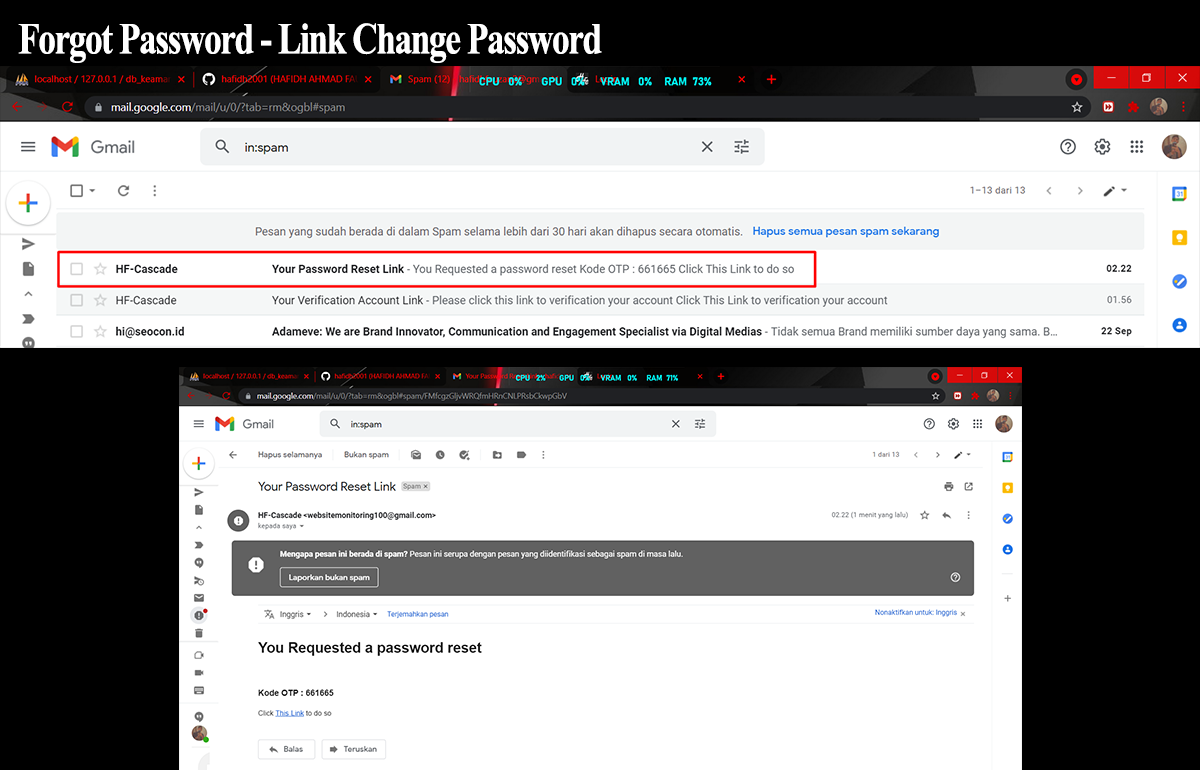 Forgot Password - Link Change Password
localhost / 127.0.0.1 / db_keaman
hafidh2001 (HAFIDH AHMAD FA
Spam (12)
CPU 0% GPU 0% VRAM 0% RAM 73%
mail.google.com/mail/u/0/?tab=rm&ogbl#spam
Gmail
in:spam
1–13 dari 13
Pesan yang sudah berada di dalam Spam selama lebih dari 30 hari akan dihapus secara otomatis. Hapus semua pesan spam sekarang
HF-Cascade Your Password Reset Link - You Requested a password reset Kode OTP : 661665 Click This Link to do so 02.22
HF-Cascade Your Verification Account Link - Please click this link to verification your account Click This Link to verification your account 01.56
hi@seocon.id Adameve: We are Brand Innovator, Communication and Engagement Specialist via Digital Medias - Tidak semua Brand memiliki sumber daya yang sama. B... 22 Sep
31
localhost / 127.0.0.1 / db_keaman
hafidh2001 (HAFIDH AHMAD FA
Your Password
CPU 2% GPU 0% VRAM 0% RAM 71%
mail.google.com/mail/u/0/?tab=rm&ogbl#spam/FMfcgzGljvWRQfmHRnCNLPRsbCkwpGbV
Gmail
in:spam
Hapus selamanya Bukan spam 1 dari 13
Your Password Reset Link Spam ×
HF-Cascade <websitemonitoring100@gmail.com> 02.22 (1 menit yang lalu)
kepada saya
Mengapa pesan ini berada di spam? Pesan ini serupa dengan pesan yang diidentifikasi sebagai spam di masa lalu.
Laporkan bukan spam
Inggris > Indonesia Terjemahkan pesan Nonaktifkan untuk: Inggris ×
You Requested a password reset
Kode OTP : 661665
Click This Link to do so
Balas Teruskan